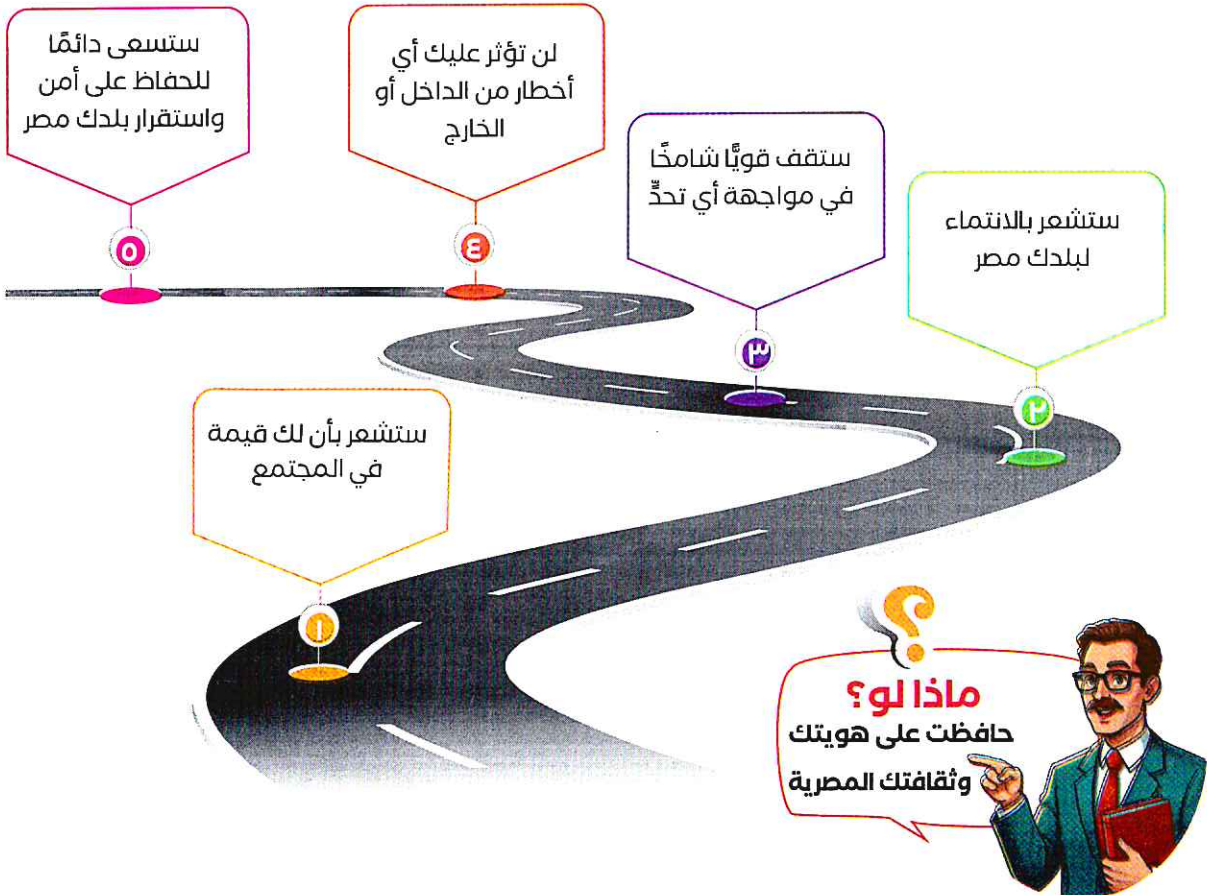 ماذا لو؟
حافظت على هويتك
وثقافتك المصرية
؟
١
ستشعر بأن لك قيمة
في المجتمع
٢
ستشعر بالانتماء
لبلدك مصر
٣
ستقف قويًّا شامخًا
في مواجهة أي تحدٍّ
٤
لن تؤثر عليك أي
أخطار من الداخل أو
الخارج
٥
ستسعى دائمًا
للحفاظ على أمن
واستقرار بلدك مصر